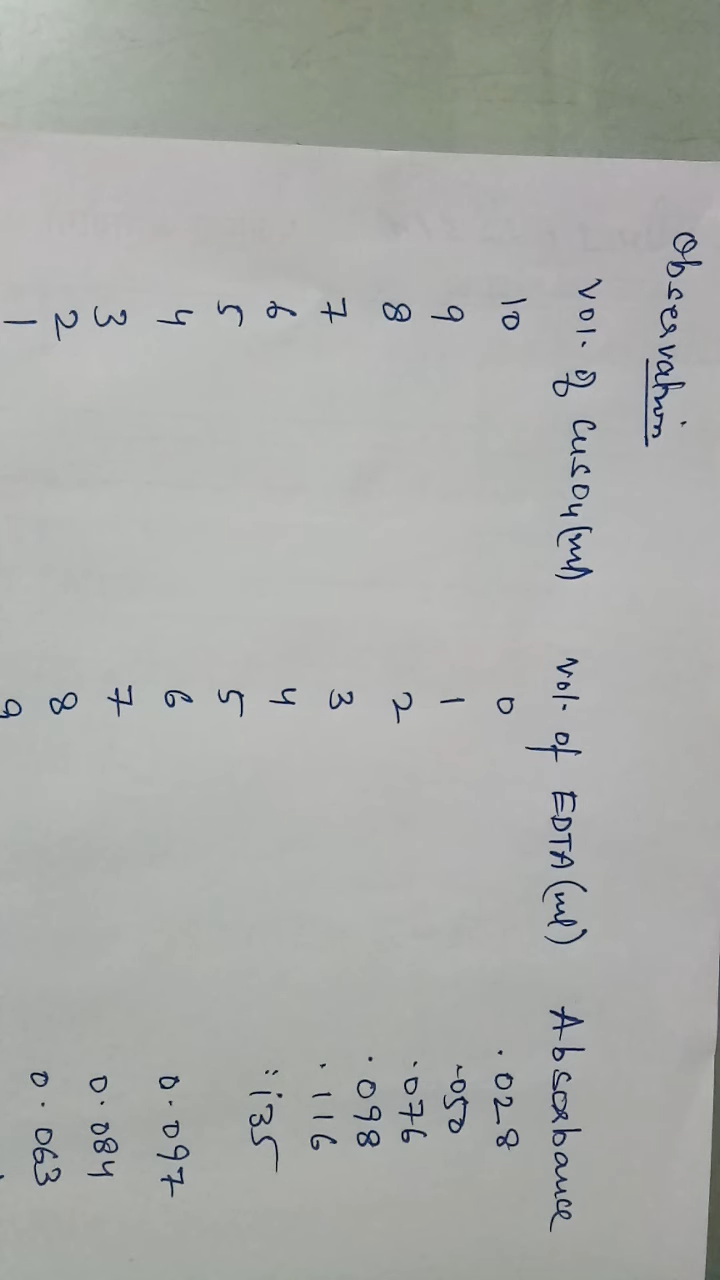 Observation
Vol. of CuSO4 (ml) Vol. of EDTA (ml) Absorbance
10 0 .028
9 1 .050
8 2 .076
7 3 .098
6 4 .116
5 5 .135
4 6 0.097
3 7 0.084
2 8 0.063
1 9